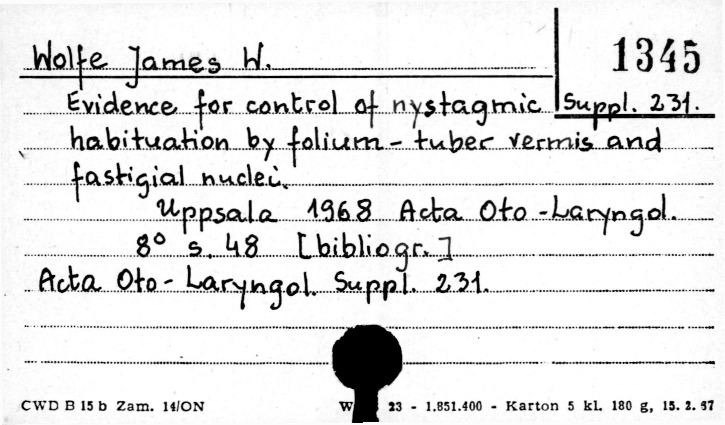 Wolfe James W.
1345
Evidence for control of nystagmic
Suppl. 231.
habituation by folium - tuber vermis and
fastigial nuclei.
Uppsala 1968 Acta Oto-Laryngol.
8° s. 48 [bibliogr.]
Acta Oto-Laryngol. Suppl. 231.
CWD B 15 b Zam. 14/ON
W 23 - 1.851.400 - Karton 5 kl. 180 g, 15. 2. 67